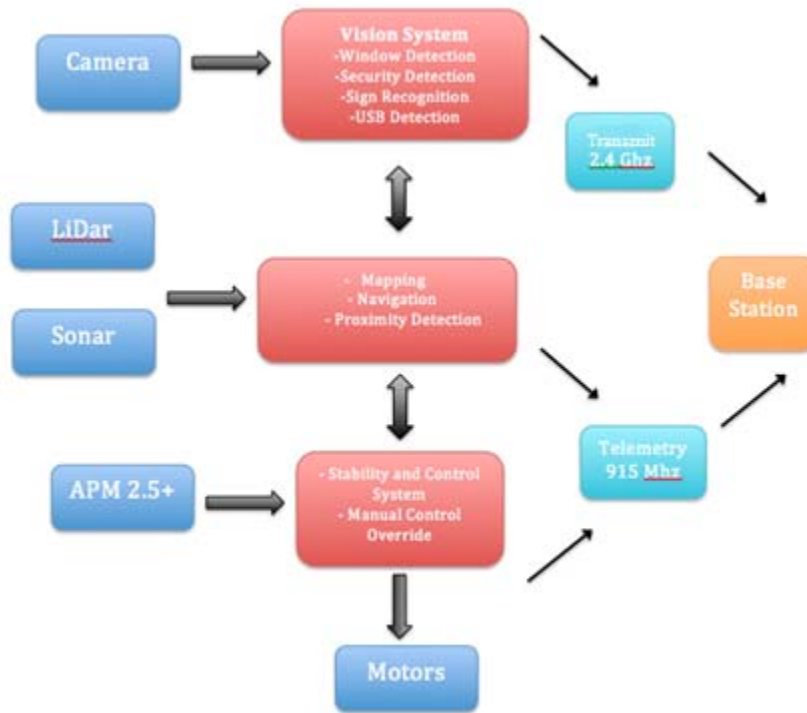 Camera
Vision System
-Window Detection
-Security Detection
-Sign Recognition
-USB Detection
Transmit
2.4 Ghz
LiDar
Sonar
- Mapping
- Navigation
- Proximity Detection
Base
Station
APM 2.5+
- Stability and Control
System
- Manual Control
Override
Telemetry
915 Mhz
Motors